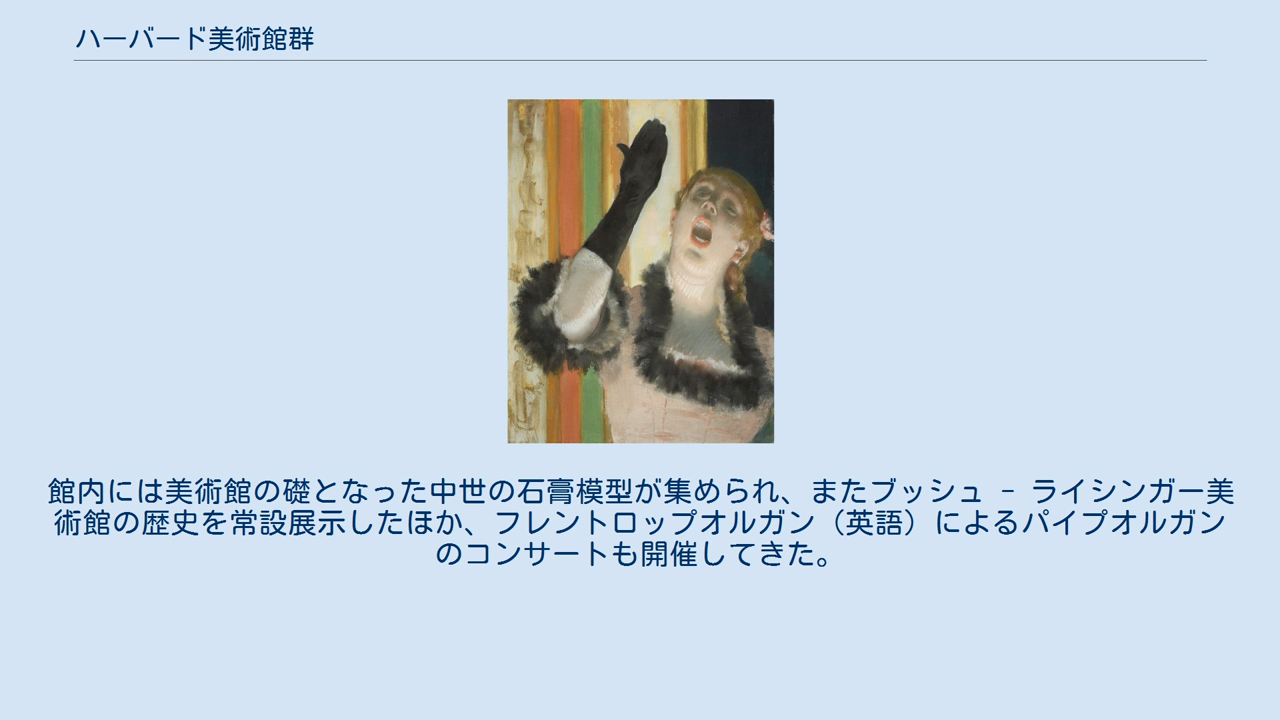 ハーバード美術館群
館内には美術館の礎となった中世の石膏模型が集められ、またブッシュ － ライシンガー美
術館の歴史を常設展示したほか、フレントロップオルガン（英語）によるパイプオルガン
のコンサートも開催してきた。